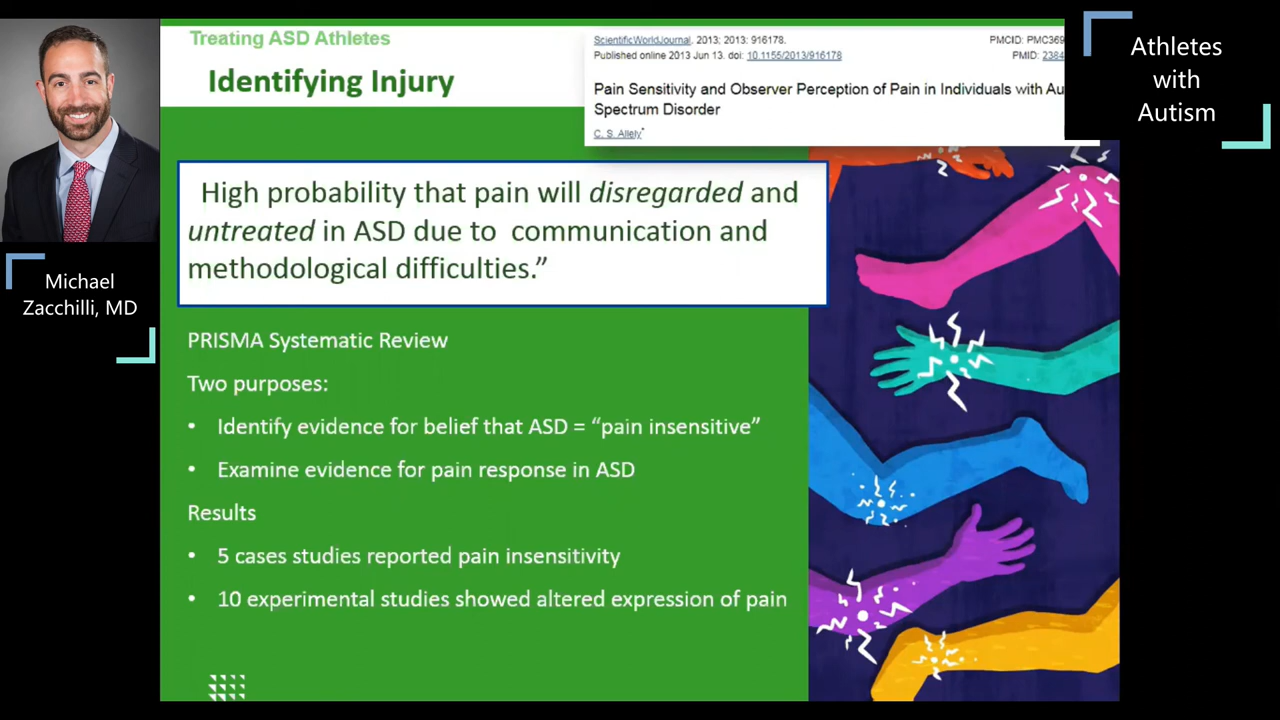 Treating ASD Athletes
Identifying Injury
ScientificWorldJournal. 2013; 2013: 916178.
PMCID: PMC369
Published online 2013 Jun 13. doi: 10.1155/2013/916178
PMID: 2384
Pain Sensitivity and Observer Perception of Pain in Individuals with Au
Spectrum Disorder
C. S. Allely*
Athletes
with
Autism
Michael
Zacchilli, MD
High probability that pain will disregarded and
untreated in ASD due to communication and
methodological difficulties.”
PRISMA Systematic Review
Two purposes:
• Identify evidence for belief that ASD = “pain insensitive”
• Examine evidence for pain response in ASD
Results
• 5 cases studies reported pain insensitivity
• 10 experimental studies showed altered expression of pain